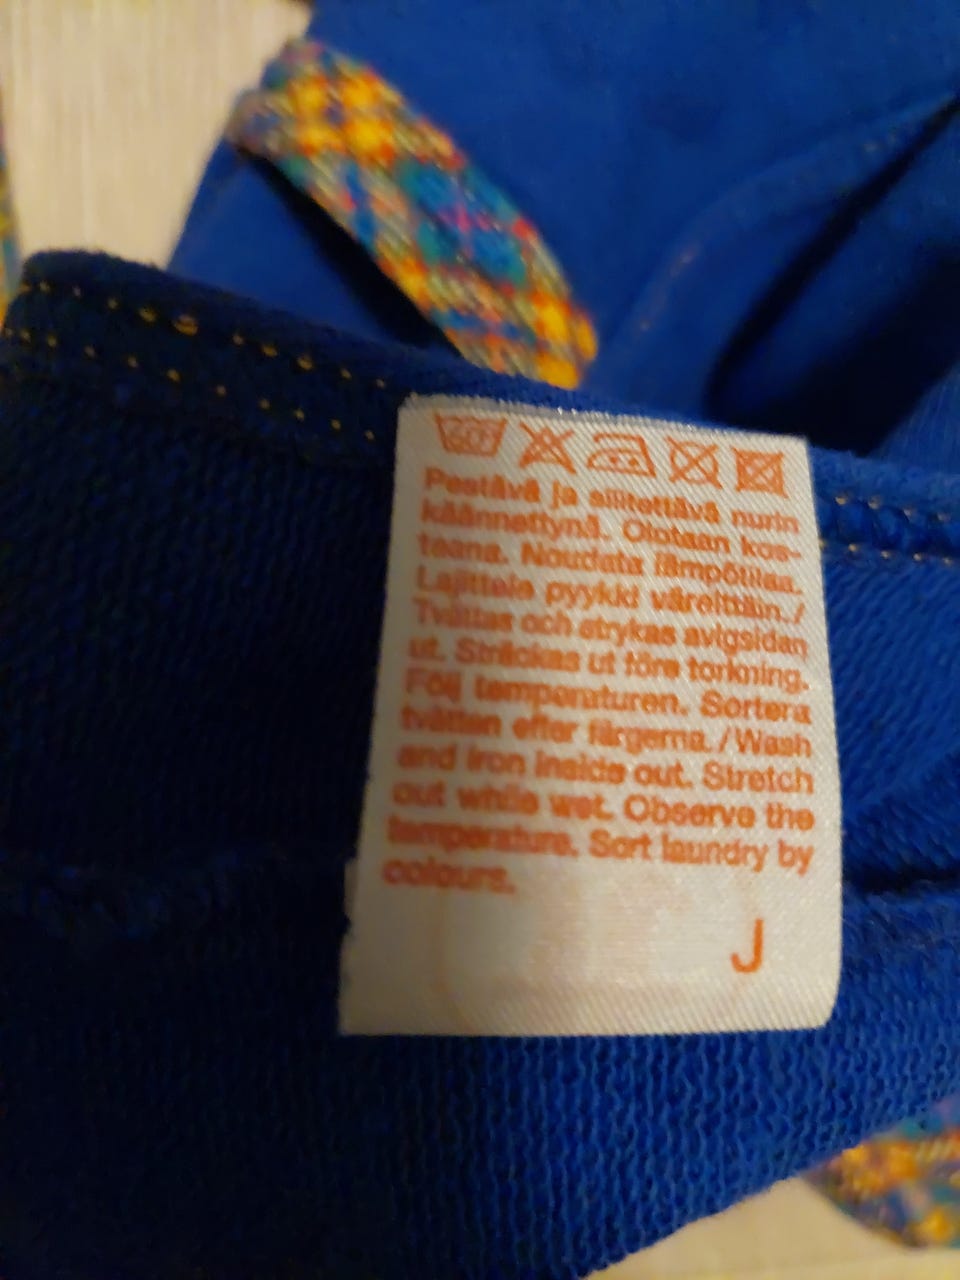 60°
Pestävä ja silitettävä nurin
käännettynä. Oiotaan kos-
teana. Noudata lämpötilaa.
Lajittele pyykki väreittäin./
Tvättas och strykas avigsidan
ut. Sträckas ut före torkning.
Följ temperaturen. Sortera
tvätten efter färgerna./Wash
and iron inside out. Stretch
out while wet. Observe the
temperature. Sort laundry by
colours.
J